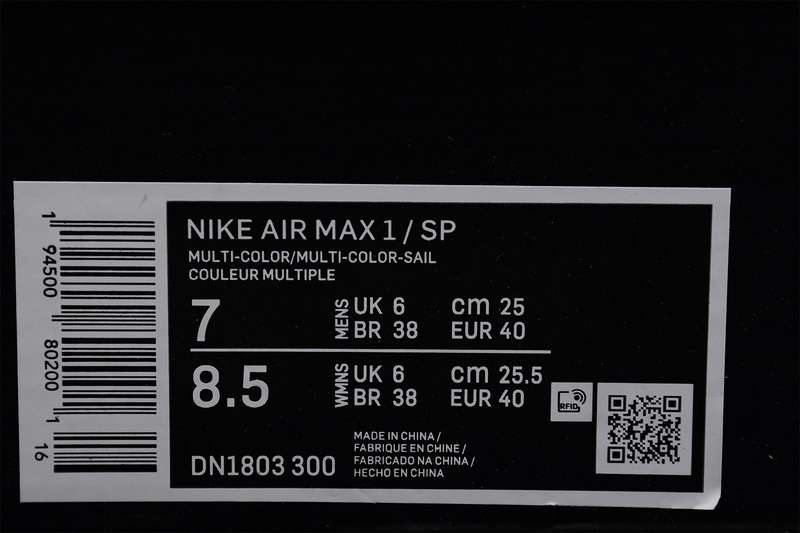 NIKE AIR MAX 1 / SP
MULTI-COLOR/MULTI-COLOR-SAIL
COULEUR MULTIPLE
7 MENS UK 6 cm 25
BR 38 EUR 40
8.5 WMNS UK 6 cm 25.5
BR 38 EUR 40
RFID
DN1803 300
MADE IN CHINA /
FABRIQUE EN CHINE /
FABRICADO NA CHINA /
HECHO EN CHINA
1 94500 80200 1 16